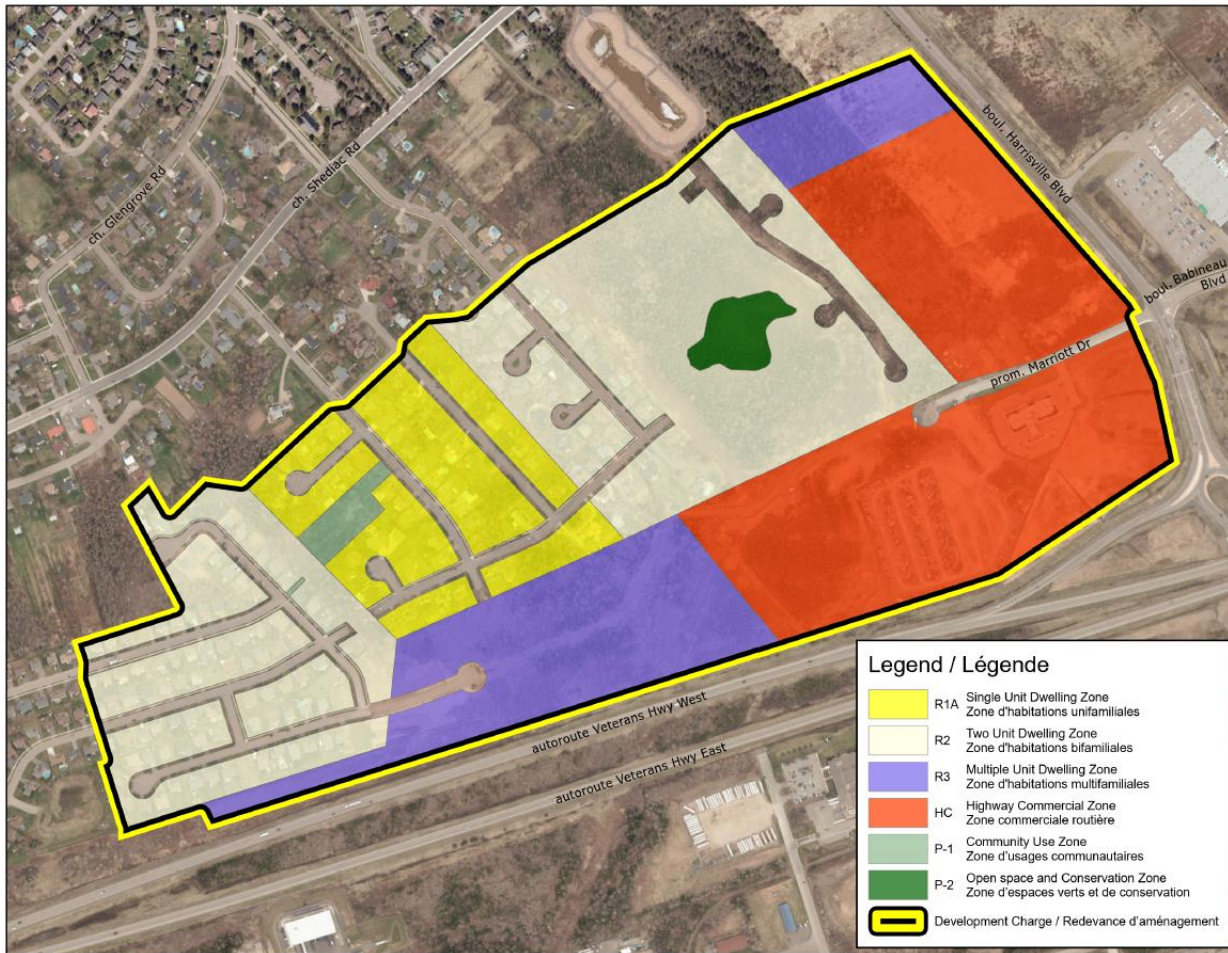 ch. Glengrove Rd
ch. Shediac Rd
boul. Harrisville Blvd
boul. Babineau
Blvd
prom. Marriott Dr
autoroute Veterans Hwy West
autoroute Veterans Hwy East
Legend / Légende
R1A Single Unit Dwelling Zone
Zone d'habitations unifamiliales
R2 Two Unit Dwelling Zone
Zone d'habitations bifamiliales
R3 Multiple Unit Dwelling Zone
Zone d'habitations multifamiliales
HC Highway Commercial Zone
Zone commerciale routière
P-1 Community Use Zone
Zone d'usages communautaires
P-2 Open space and Conservation Zone
Zone d'espaces verts et de conservation
Development Charge / Redevance d'aménagement